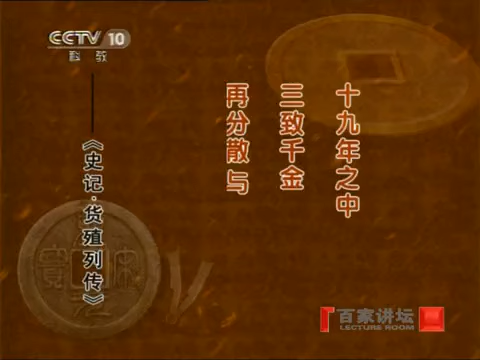 CCTV 10
科教
十九年之中
三致千金
再分散与
——《史记·货殖列传》
百家讲坛
LECTURE ROOM